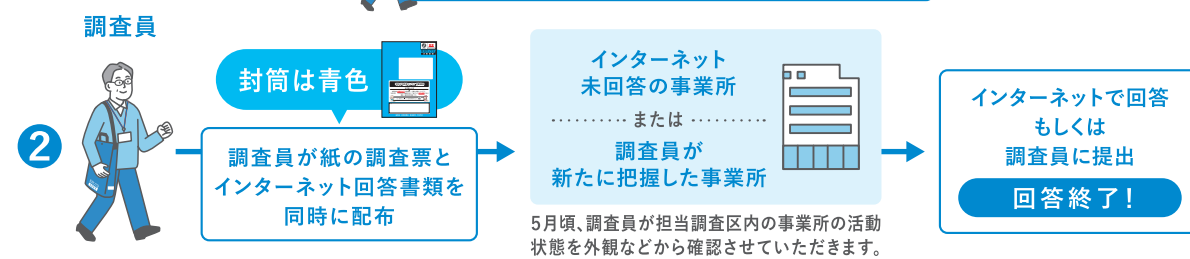 調査員
2
封筒は青色
調査員が紙の調査票と
インターネット回答書類を
同時に配布
インターネット
未回答の事業所
または
調査員が
新たに把握した事業所
5月頃、調査員が担当調査区内の事業所の活動
状態を外観などから確認させていただきます。
インターネットで回答
もしくは
調査員に提出
回答終了！